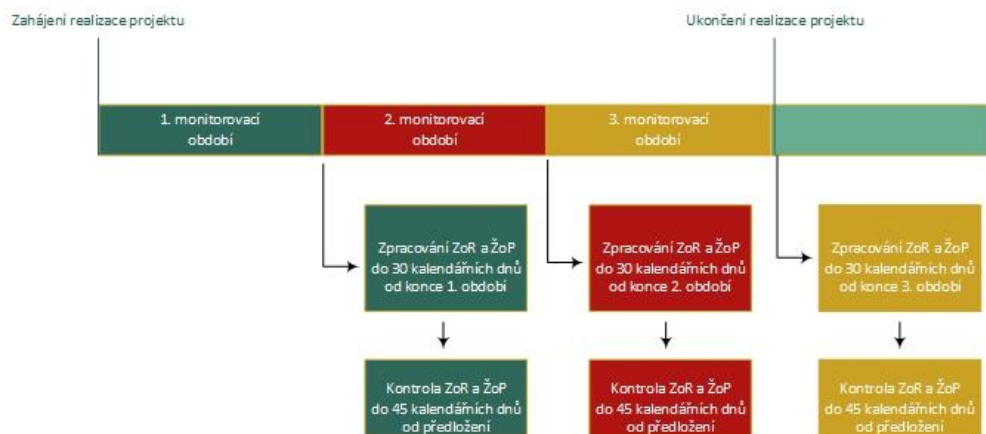 Zahájení realizace projektu
Ukončení realizace projektu
1. monitorovací
období
2. monitorovací
období
3. monitorovací
období
Zpracování ZoR a ŽoP
do 30 kalendářních dnů
od konce 1. období
Zpracování ZoR a ŽoP
do 30 kalendářních dnů
od konce 2. období
Zpracování ZoR a ŽoP
do 30 kalendářních dnů
od konce 3. období
Kontrola ZoR a ŽoP
do 45 kalendářních dnů
od předložení
Kontrola ZoR a ŽoP
do 45 kalendářních dnů
od předložení
Kontrola ZoR a ŽoP
do 45 kalendářních dnů
od předložení